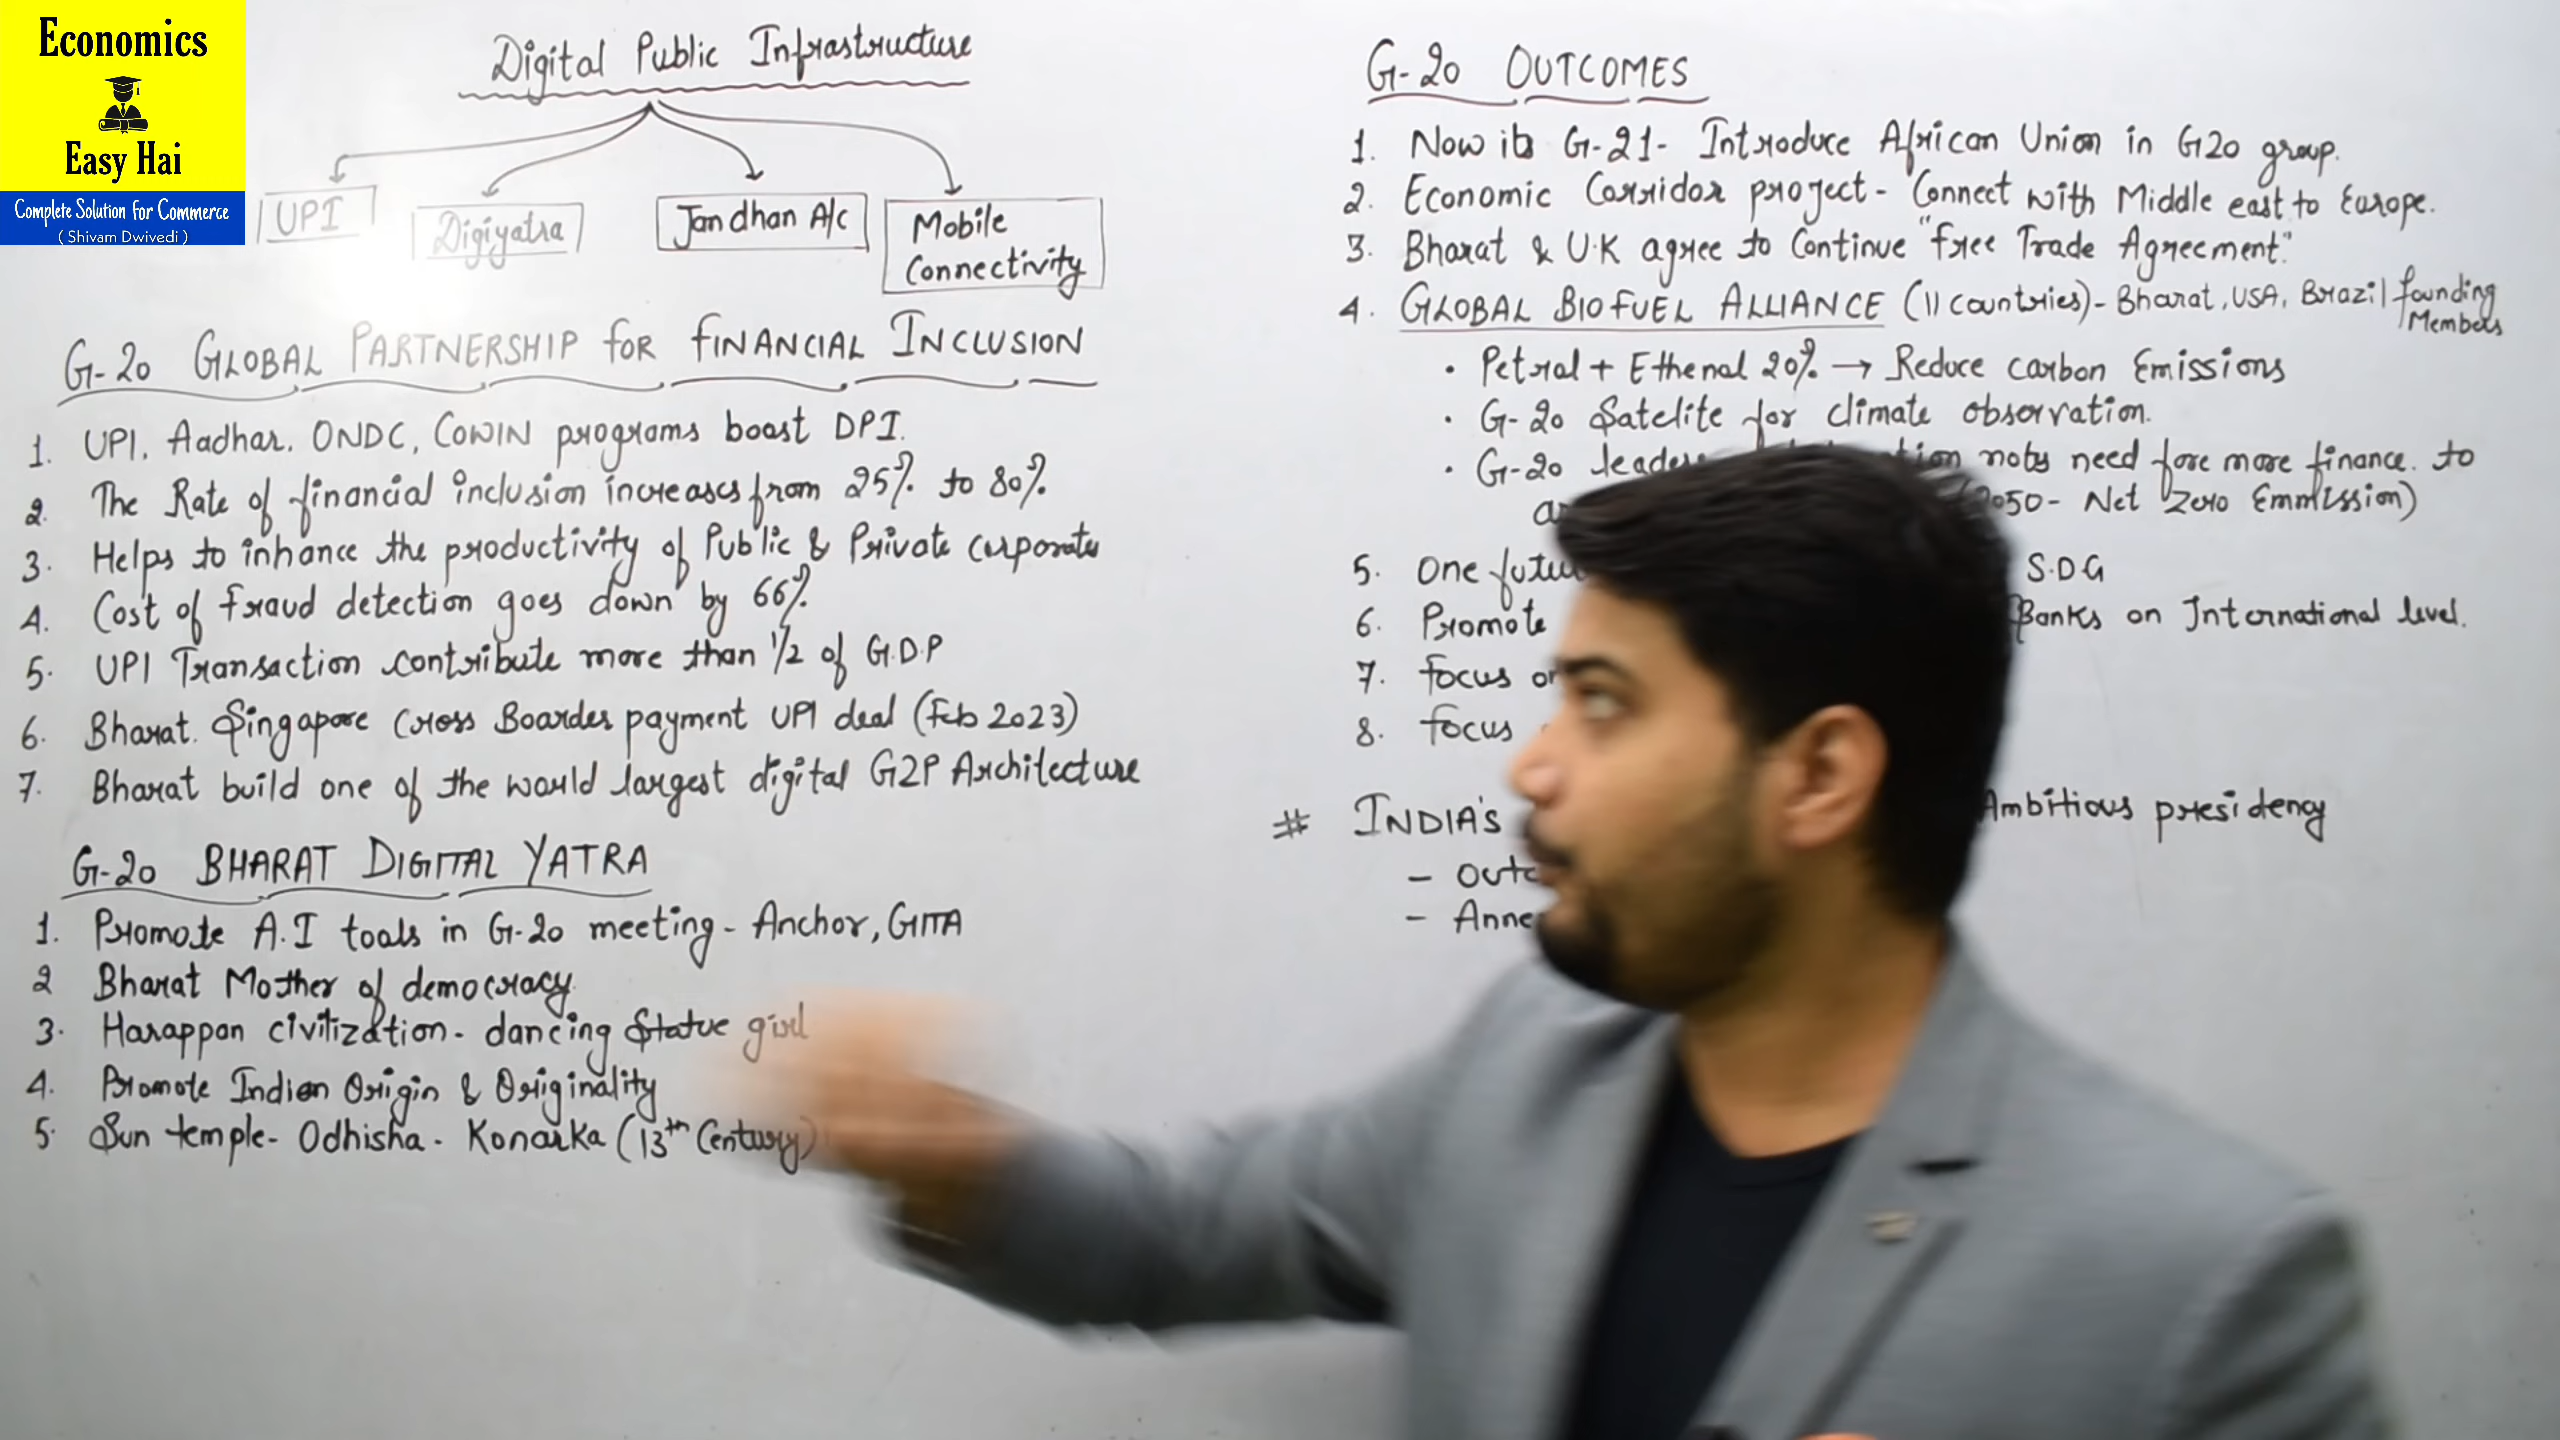 Economics
Easy Hai
Complete Solution for Commerce
( Shivam Dwivedi )
Digital Public Infrastructure
UPI
Digiyatra
Jandhan A/c
Mobile
Connectivity
G-20 GLOBAL PARTNERSHIP FOR FINANCIAL INCLUSION
1. UPI, Aadhar, ONDC, COWIN programs boost DPI.
2. The Rate of financial inclusion increases from 25% to 80%
3. Helps to inhance the productivity of Public & Private corporates
4. Cost of fraud detection goes down by 66%
5. UPI Transaction contribute more than 1/2 of G.D.P
6. Bharat. Singapore Cross Boarder payment UPI deal (Feb 2023)
7. Bharat build one of the world largest digital G2P Architecture
G-20 BHARAT DIGITAL YATRA
1. Promote A.I tools in G-20 meeting - Anchor, GITA
2 Bharat Mother of democracy
3. Harappan civilization - dancing Statue girl
4. Promote Indian Origin & Originality
5. Sun temple - Odhisha - Konarka (13th Century)
G-20 OUTCOMES
1. Now its G-21 - Introduce African Union in G20 group.
2. Economic Corridor project - Connect with Middle east to Europe.
3. Bharat & U.K agree to Continue "Free Trade Agreement."
4. GLOBAL BIOFUEL ALLIANCE (11 countries) - Bharat, USA, Brazil founding Members
• Petrol + Ethenol 20% → Reduce carbon Emissions
• G-20 Satelite for climate observation.
• G-20 notes need fore more finance. to
2050 - Net Zero Emmission)
5. One S.D.G
6. Promote Banks on International level.
7. focus
8. focus
# INDIA'S Ambitious presidency